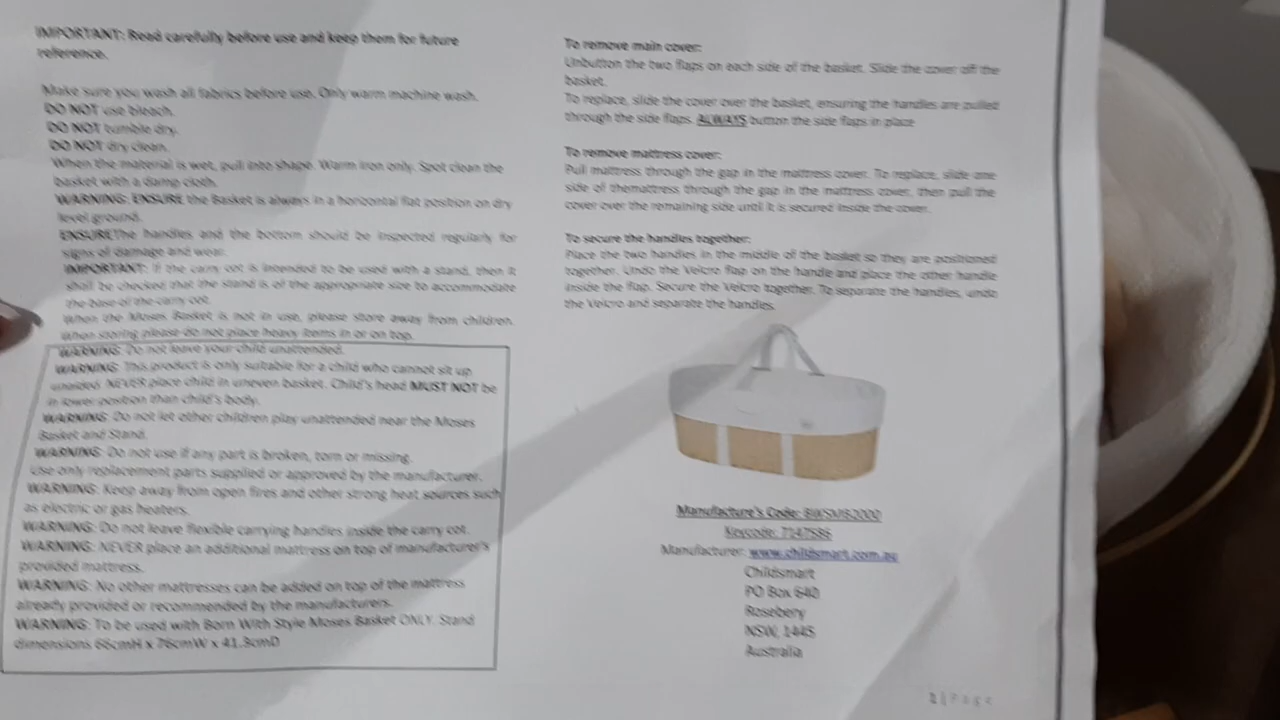 IMPORTANT: Read carefully before use and keep them for future
reference.
Make sure you wash all fabrics before use. Only warm machine wash.
DO NOT use bleach.
DO NOT tumble dry.
DO NOT dry clean.
When the material is wet, pull into shape. Warm iron only. Spot clean the
basket with a damp cloth.
WARNING: ENSURE the Basket is always in a horizontal flat position on dry
level ground.
ENSUREThe handles and the bottom should be inspected regularly for
signs of damage and wear.
IMPORTANT: If the carry cot is intended to be used with a stand, then it
shall be checked that the stand is of the appropriate size to accommodate
the base of the carry cot.
When the Moses Basket is not in use, please store away from children.
When storing please do not place heavy items in or on top.
WARNING: Do not leave your child unattended.
WARNING: This product is only suitable for a child who cannot sit up
unaided. NEVER place child in uneven basket. Child's head MUST NOT be
in lower position than child's body.
WARNING: Do not let other children play unattended near the Moses
Basket and Stand.
WARNING: Do not use if any part is broken, torn or missing.
Use only replacement parts supplied or approved by the manufacturer.
WARNING: Keep away from open fires and other strong heat sources such
as electric or gas heaters.
WARNING: Do not leave flexible carrying handles inside the carry cot.
WARNING: NEVER place an additional mattress on top of manufacturer's
provided mattress.
WARNING: No other mattresses can be added on top of the mattress
already provided or recommended by the manufacturers.
WARNING: To be used with Born With Style Moses Basket ONLY. Stand
dimensions 66cmH x 76cmW x 41.3cmD
To remove main cover:
Unbutton the two flaps on each side of the basket. Slide the cover off the
basket.
To replace, slide the cover over the basket, ensuring the handles are pulled
through the side flaps. ALWAYS button the side flaps in place
To remove mattress cover:
Pull mattress through the gap in the mattress cover. To replace, slide one
side of themattress through the gap in the mattress cover, then pull the
cover over the remaining side until it is secured inside the cover.
To secure the handles together:
Place the two handles in the middle of the basket so they are positioned
together. Undo the Velcro flap on the handle and place the other handle
inside the flap. Secure the Velcro together. To separate the handles, undo
the Velcro and separate the handles.
Manufacture's Code:
Keycode:
Manufacturer: www.childsmart.com.au
Childsmart
PO Box 640
Rosebery
NSW, 1445
Australia
1 | Page